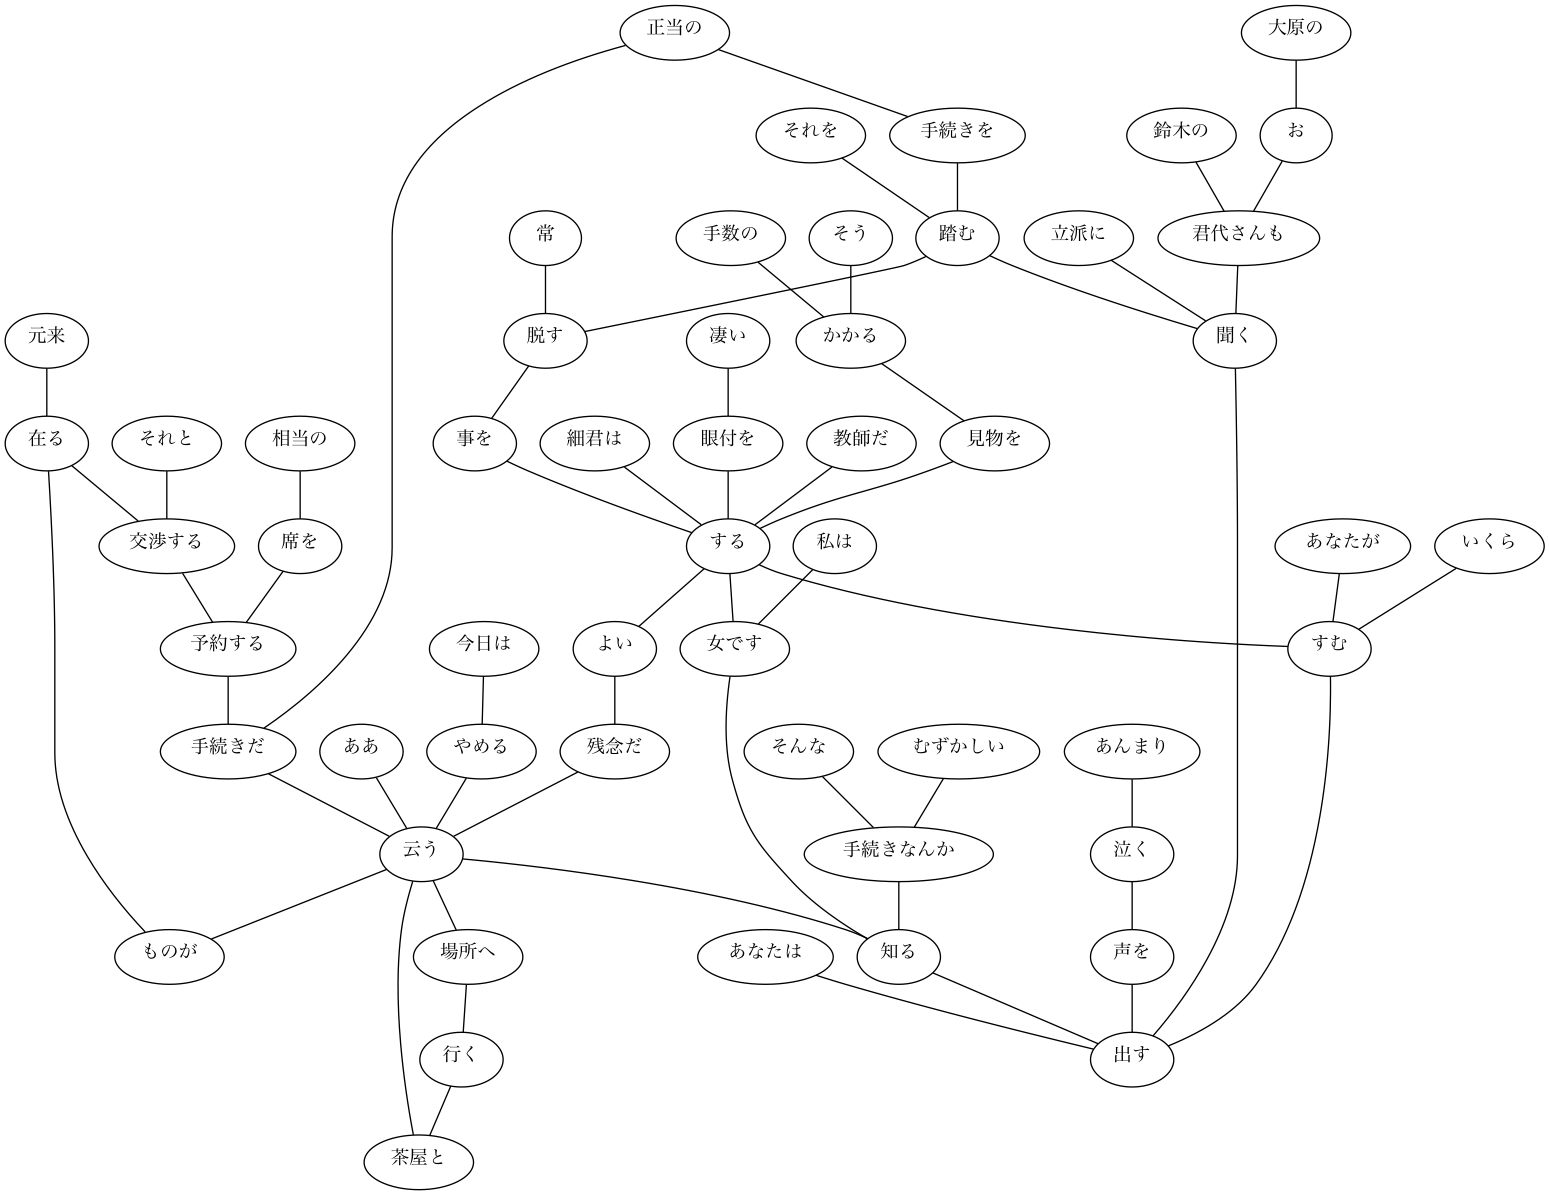 正当の
大原の
それを
手続きを
鈴木の
お
常
手数の
そう
踏む
立派に
君代さんも
元来
脱す
凄い
かかる
聞く
在る
それと
相当の
事を
細君は
眼付を
教師だ
見物を
交渉する
席を
する
私は
あなたが
いくら
予約する
今日は
よい
女です
すむ
手続きだ
ああ
やめる
残念だ
そんな
むずかしい
あんまり
云う
手続きなんか
泣く
ものが
場所へ
あなたは
知る
声を
行く
出す
茶屋と